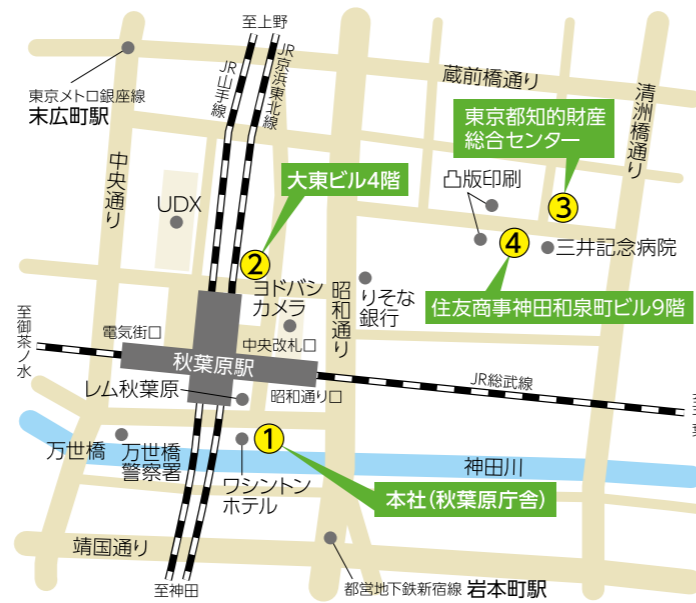 至上野
JR京浜東北線
JR山手線
蔵前橋通り
清洲橋通り
東京メトロ銀座線
末広町駅
東京都知的財産
総合センター
中央通り
大東ビル4階
凸版印刷
UDX
③
④
三井記念病院
②
ヨドバシ
カメラ
昭和通り
りそな
銀行
住友商事神田和泉町ビル9階
至御茶ノ水
電気街口
中央改札口
秋葉原駅
JR総武線
レム秋葉原
昭和通り口
万世橋
万世橋
警察署
①
ワシントン
ホテル
神田川
本社(秋葉原庁舎)
靖国通り
至神田
都営地下鉄新宿線 岩本町駅